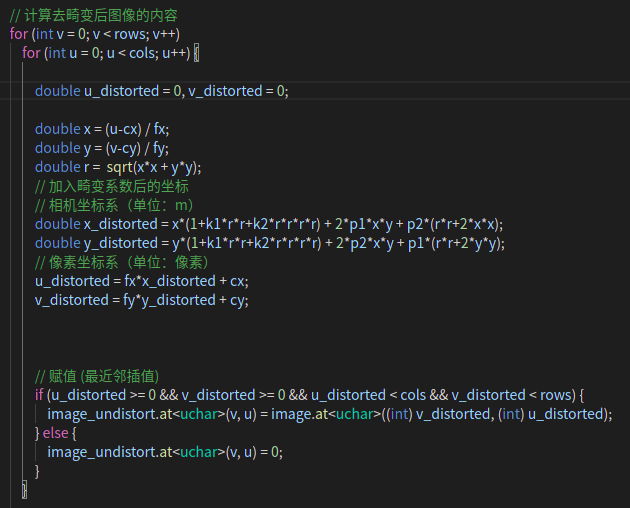 // 计算去畸变后图像的内容
for (int v = 0; v < rows; v++)
for (int u = 0; u < cols; u++) {
double u_distorted = 0, v_distorted = 0;
double x = (u-cx) / fx;
double y = (v-cy) / fy;
double r =  sqrt(x*x + y*y);
// 加入畸变系数后的坐标
// 相机坐标系（单位：m）
double x_distorted = x*(1+k1*r*r+k2*r*r*r*r) + 2*p1*x*y + p2*(r*r+2*x*x);
double y_distorted = y*(1+k1*r*r+k2*r*r*r*r) + 2*p2*x*y + p1*(r*r+2*y*y);
// 像素坐标系（单位：像素）
u_distorted = fx*x_distorted + cx;
v_distorted = fy*y_distorted + cy;
// 赋值 (最近邻插值)
if (u_distorted >= 0 && v_distorted >= 0 && u_distorted < cols && v_distorted < rows) {
image_undistort.at<uchar>(v, u) = image.at<uchar>((int) v_distorted, (int) u_distorted);
} else {
image_undistort.at<uchar>(v, u) = 0;
}
}